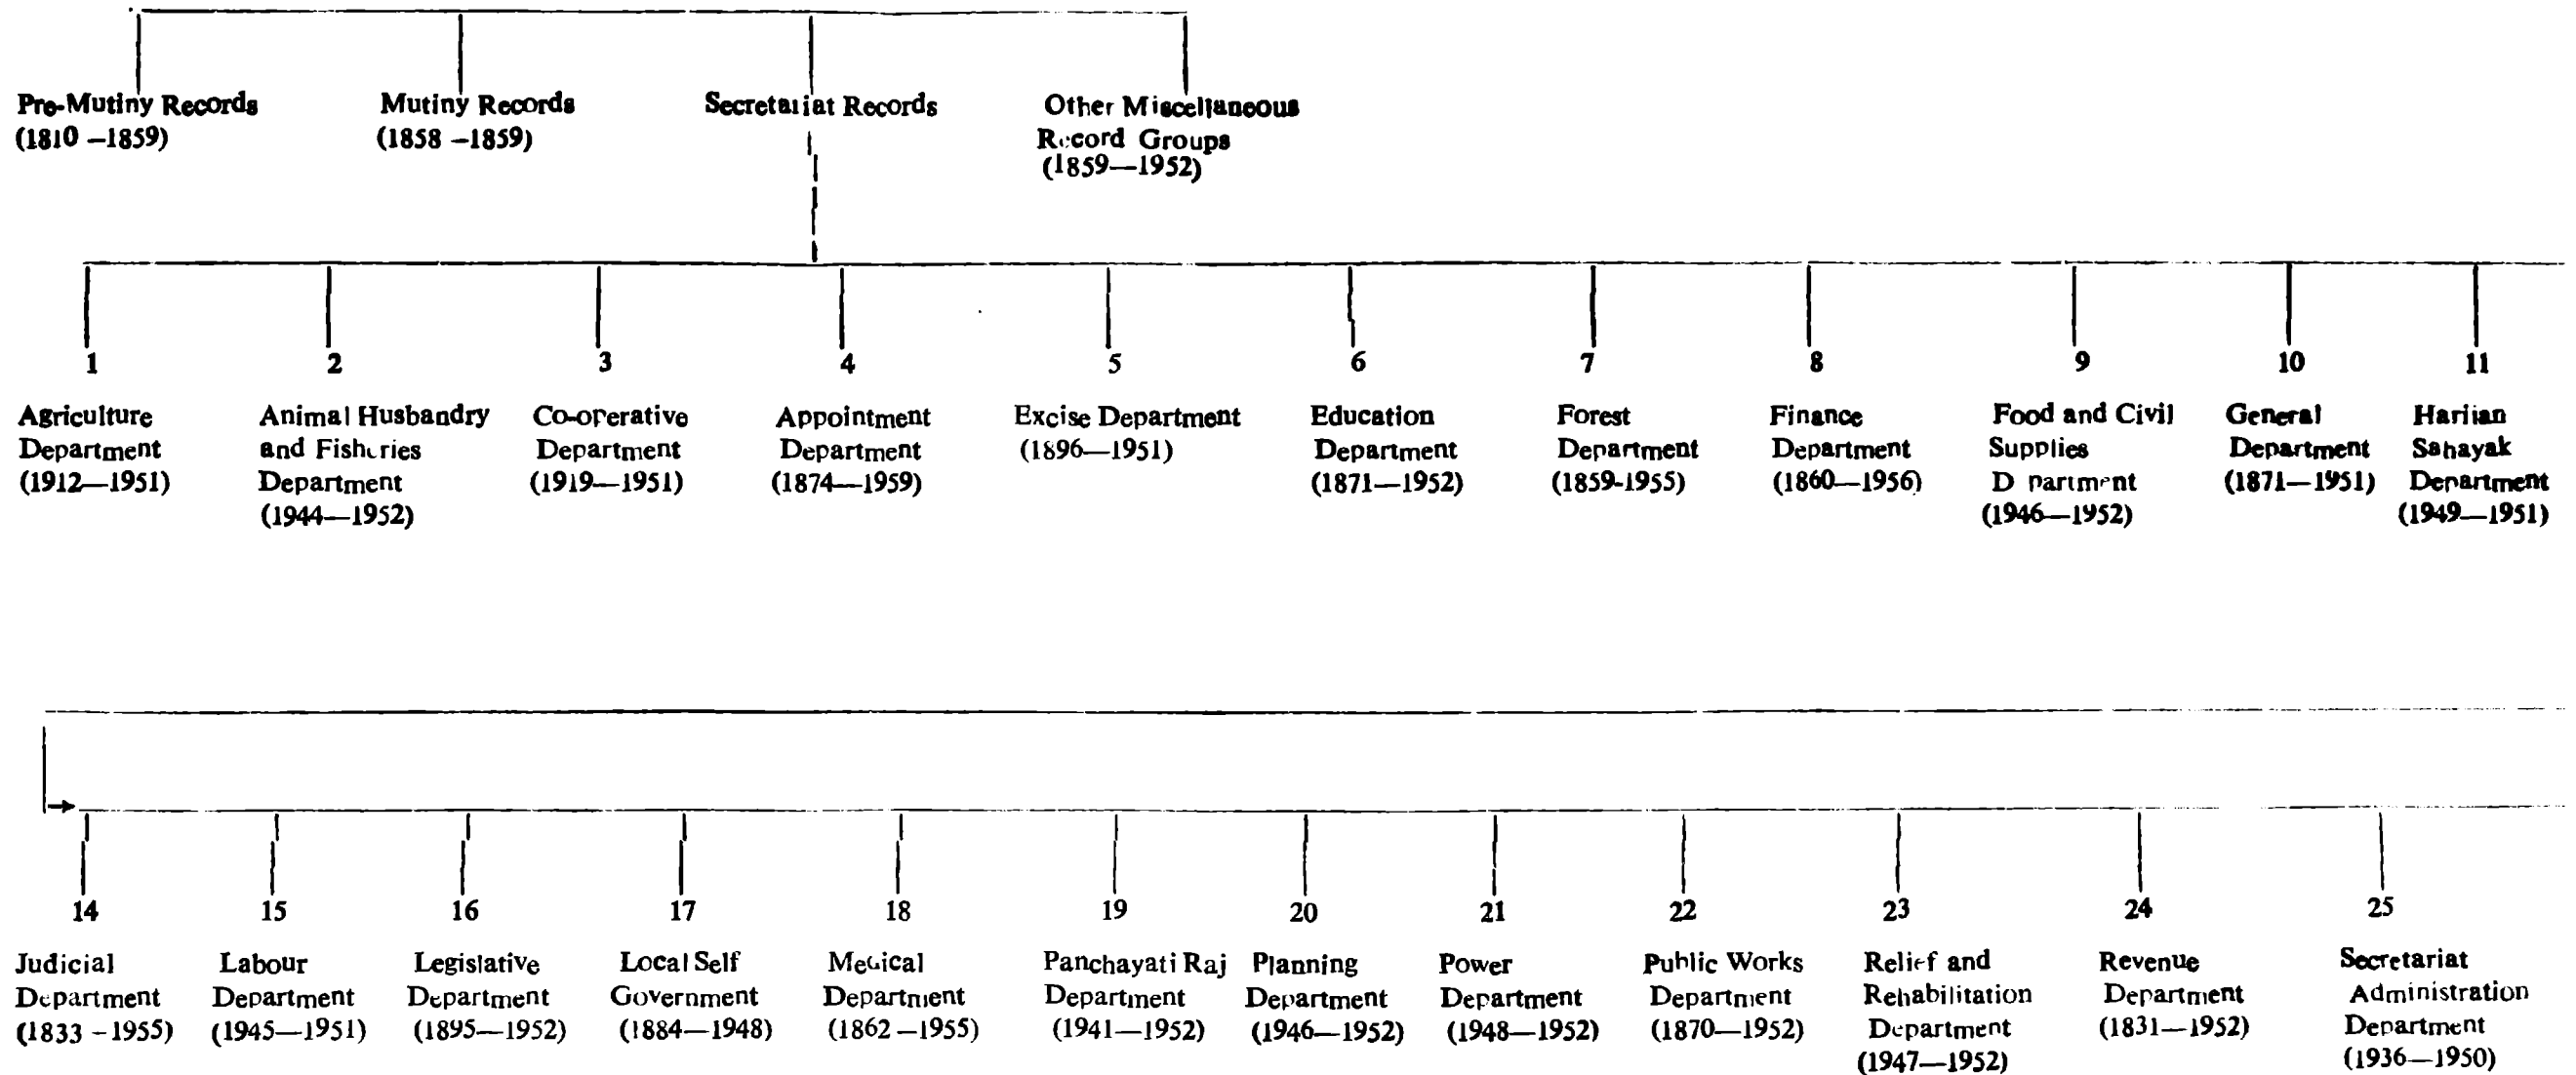 Pre-Mutiny Records
(1810 –1859)
Mutiny Records
(1858 –1859)
Secretariat Records
Other Miscellaneous
Record Groups
(1859—1952)
1
Agriculture
Department
(1912—1951)
2
Animal Husbandry
and Fisheries
Department
(1944—1952)
3
Co-operative
Department
(1919—1951)
4
Appointment
Department
(1874—1959)
5
Excise Department
(1896—1951)
6
Education
Department
(1871—1952)
7
Forest
Department
(1859-1955)
8
Finance
Department
(1860—1956)
9
Food and Civil
Supplies
D partment
(1946—1952)
10
General
Department
(1871—1951)
11
Harijan
Sahayak
Department
(1949—1951)
14
Judicial
Department
(1833 –1955)
15
Labour
Department
(1945—1951)
16
Legislative
Department
(1895—1952)
17
Local Self
Government
(1884—1948)
18
Medical
Department
(1862 –1955)
19
Panchayati Raj
Department
(1941—1952)
20
Planning
Department
(1946—1952)
21
Power
Department
(1948—1952)
22
Public Works
Department
(1870—1952)
23
Relief and
Rehabilitation
Department
(1947—1952)
24
Revenue
Department
(1831—1952)
25
Secretariat
Administration
Department
(1936—1950)